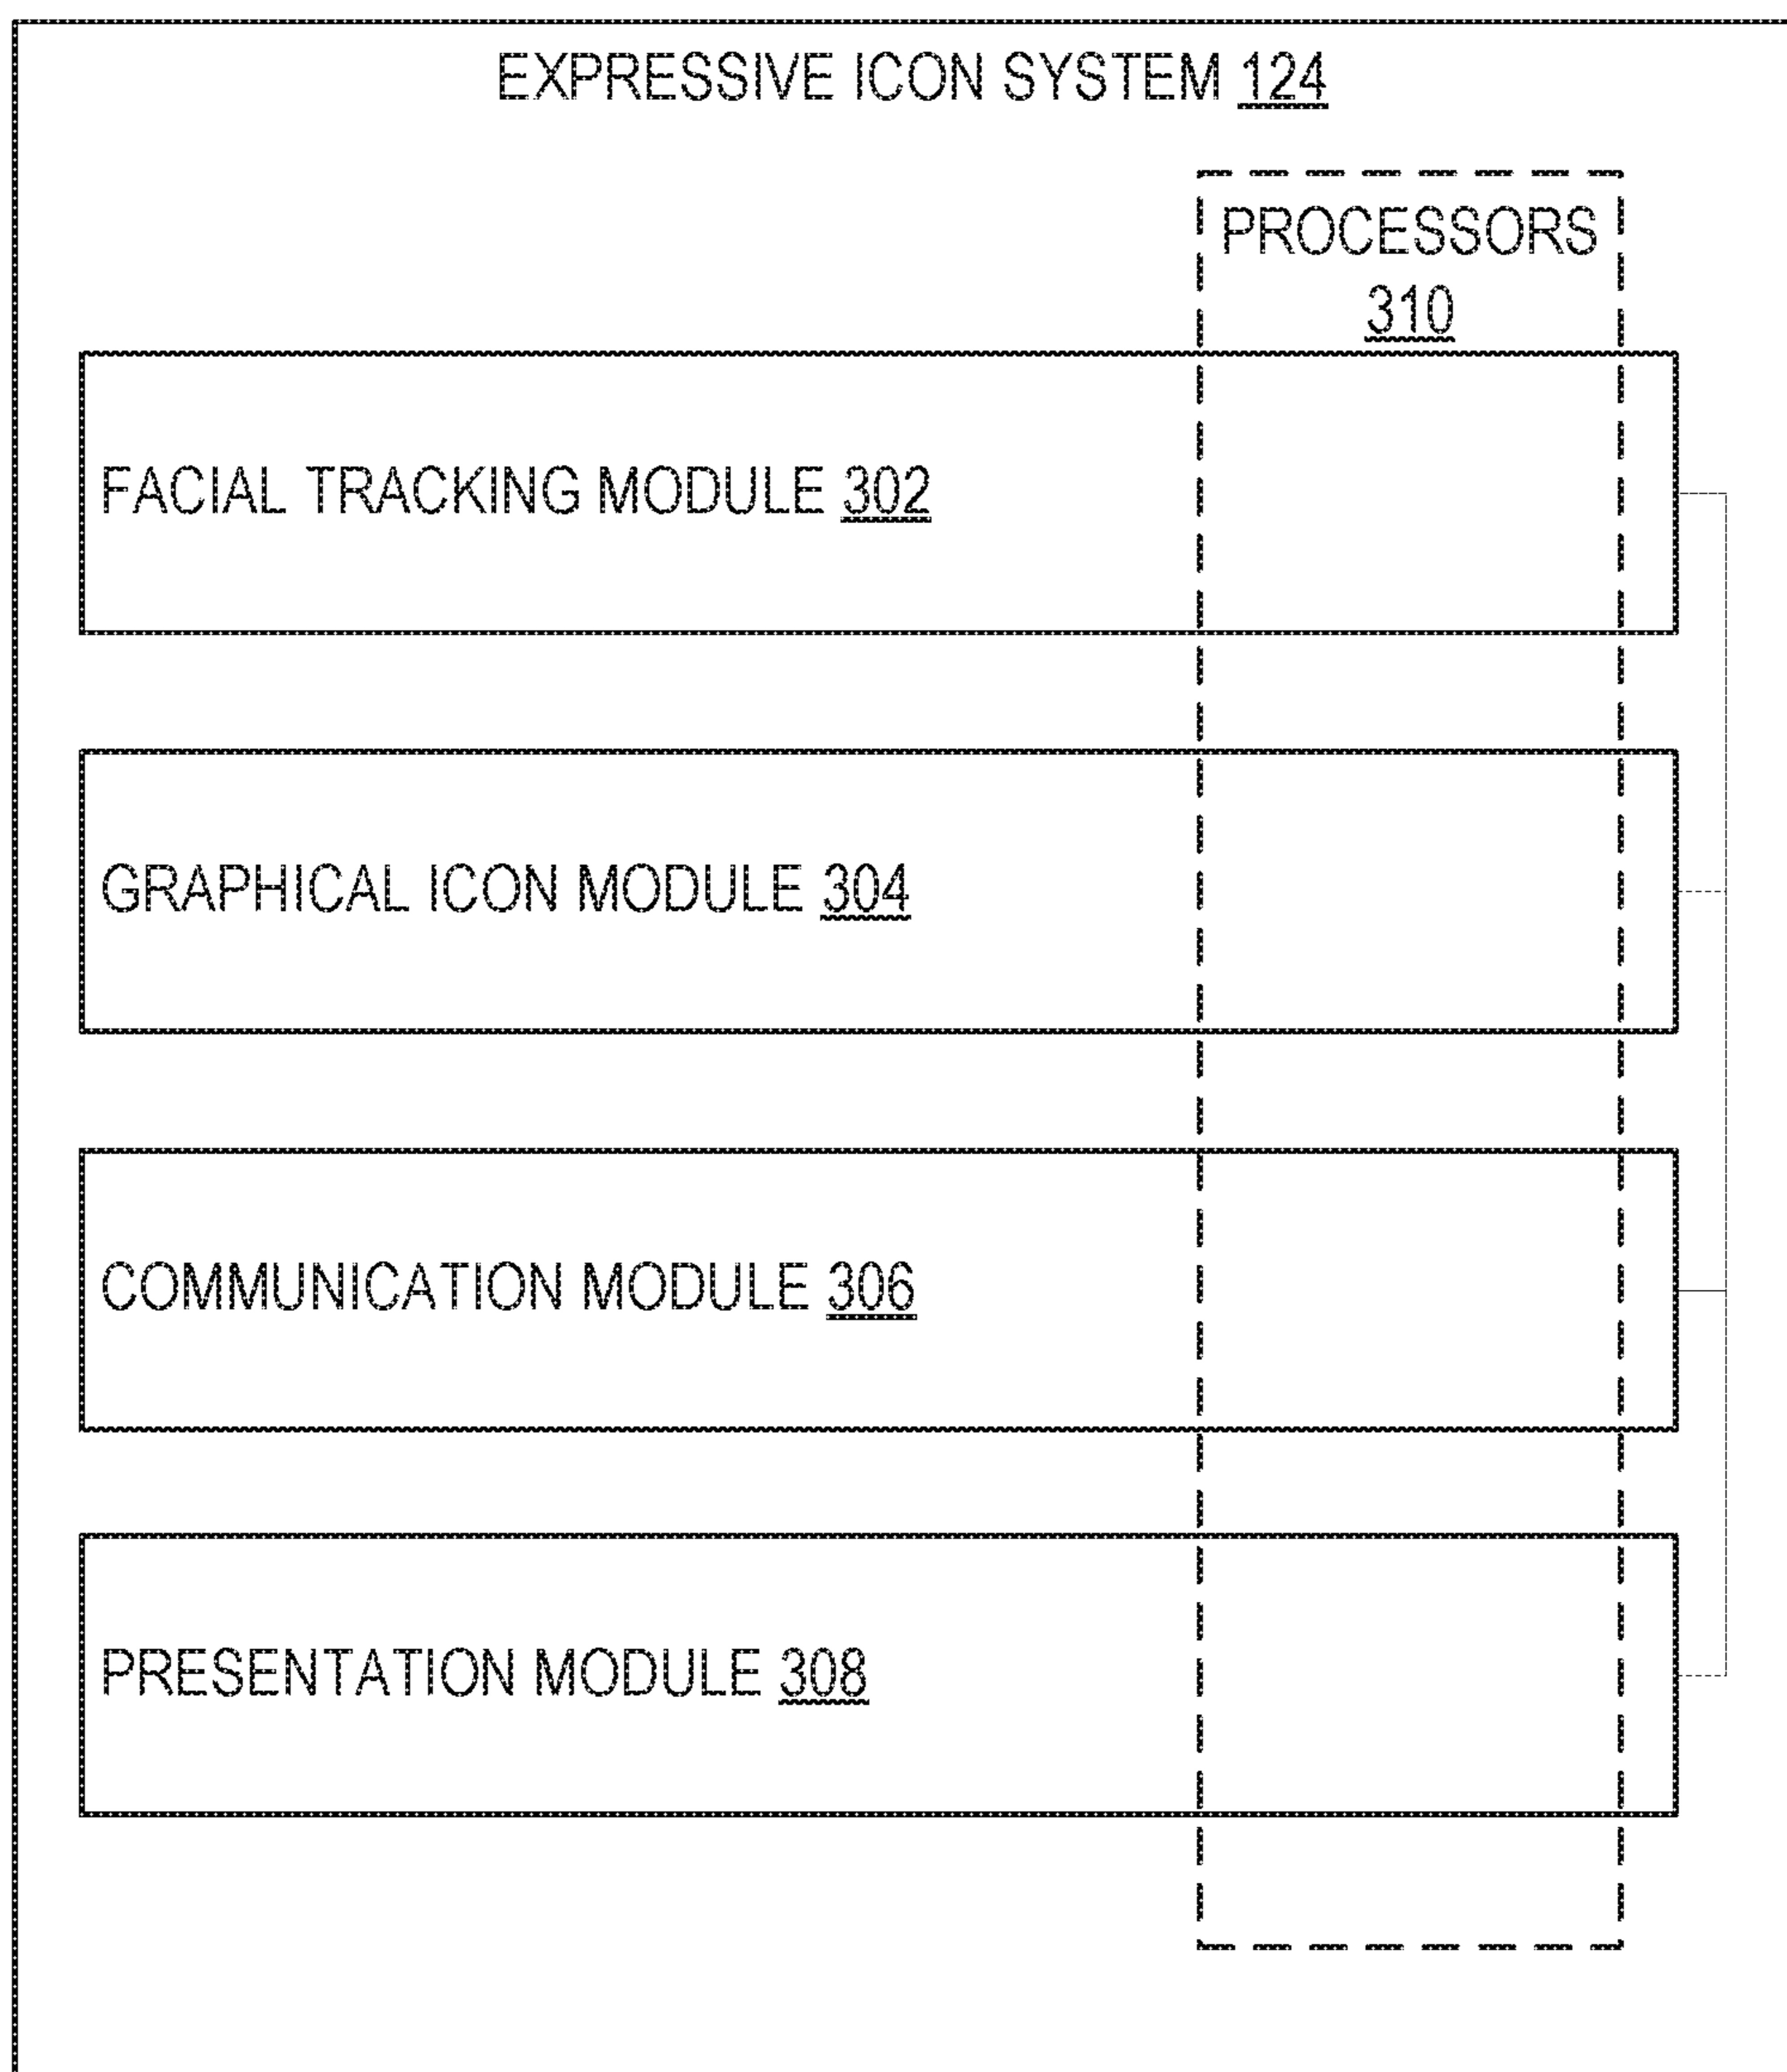 EXPRESSIVE ICON SYSTEM 124
PROCESSORS
310
FACIAL TRACKING MODULE 302
GRAPHICAL ICON MODULE 304
COMMUNICATION MODULE 306
PRESENTATION MODULE 308